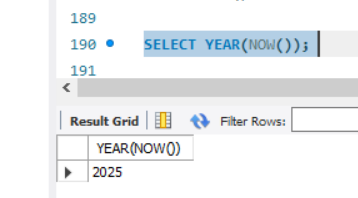 189
190 SELECT YEAR(NOW());
191
Result Grid Filter Rows:
YEAR(NOW())
2025